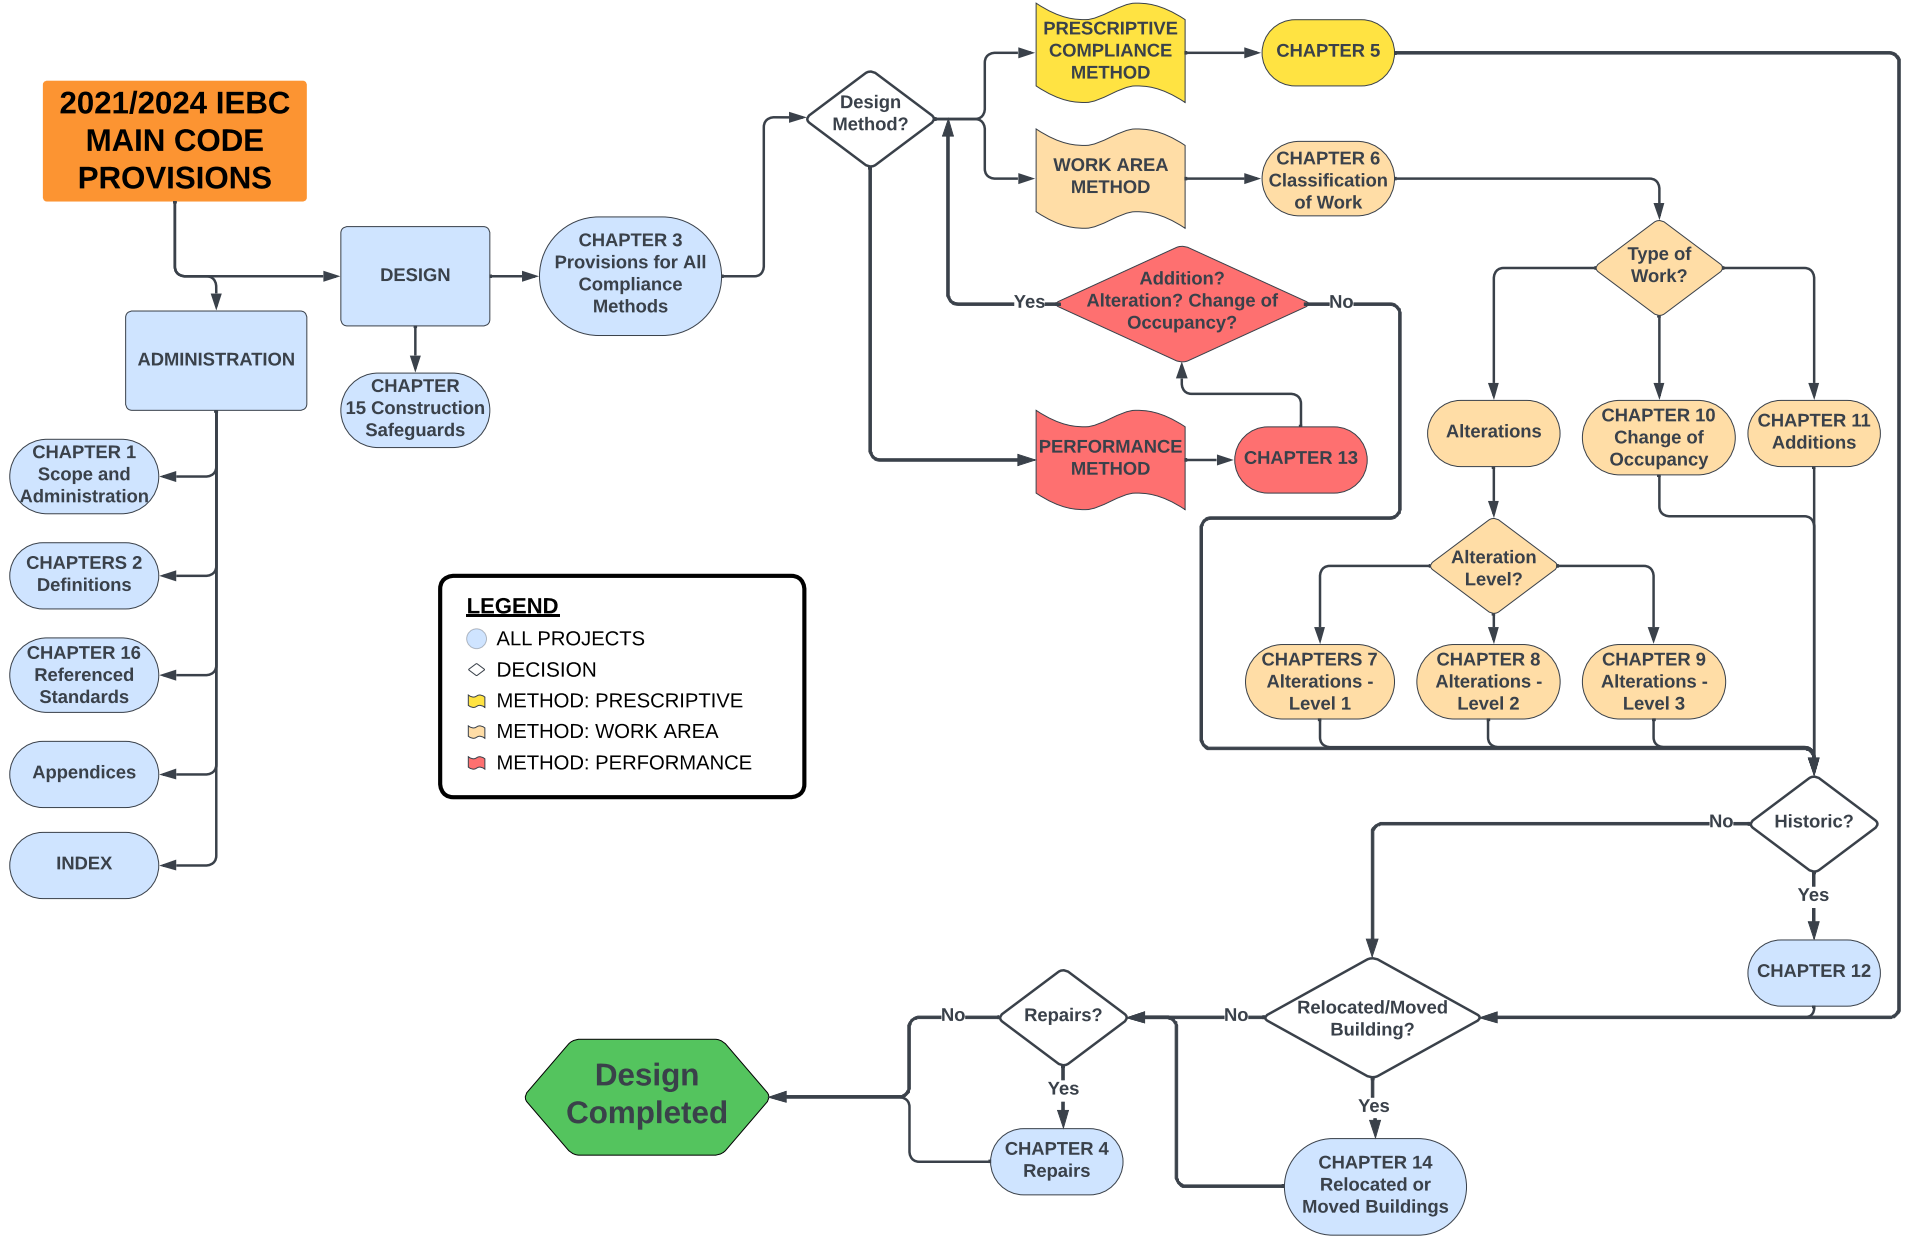 2021/2024 IEBC
MAIN CODE
PROVISIONS
DESIGN
ADMINISTRATION
CHAPTER
15 Construction
Safeguards
CHAPTER 3
Provisions for All
Compliance
Methods
CHAPTER 1
Scope and
Administration
CHAPTERS 2
Definitions
CHAPTER 16
Referenced
Standards
Appendices
INDEX
LEGEND
ALL PROJECTS
DECISION
METHOD: PRESCRIPTIVE
METHOD: WORK AREA
METHOD: PERFORMANCE
Design
Method?
PRESCRIPTIVE
COMPLIANCE
METHOD
CHAPTER 5
WORK AREA
METHOD
CHAPTER 6
Classification
of Work
Addition?
Alteration? Change of
Occupancy?
Yes
No
PERFORMANCE
METHOD
CHAPTER 13
Type of
Work?
Alterations
CHAPTER 10
Change of
Occupancy
CHAPTER 11
Additions
Alteration
Level?
CHAPTERS 7
Alterations -
Level 1
CHAPTER 8
Alterations -
Level 2
CHAPTER 9
Alterations -
Level 3
Historic?
No
Yes
CHAPTER 12
Relocated/Moved
Building?
No
Yes
CHAPTER 14
Relocated or
Moved Buildings
Repairs?
No
Yes
CHAPTER 4
Repairs
Design
Completed